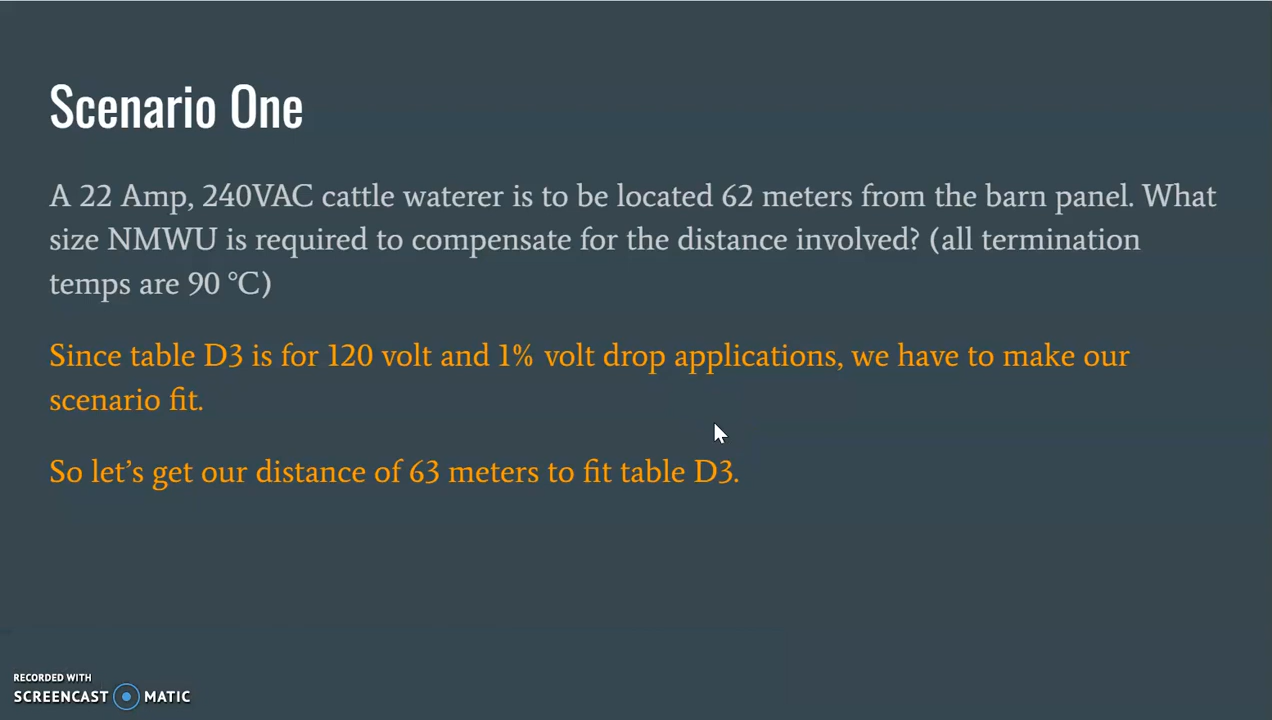 Scenario One
A 22 Amp, 240VAC cattle waterer is to be located 62 meters from the barn panel. What
size NMWU is required to compensate for the distance involved? (all termination
temps are 90 °C)
Since table D3 is for 120 volt and 1% volt drop applications, we have to make our
scenario fit.
So let’s get our distance of 63 meters to fit table D3.
RECORDED WITH
SCREENCAST MATIC